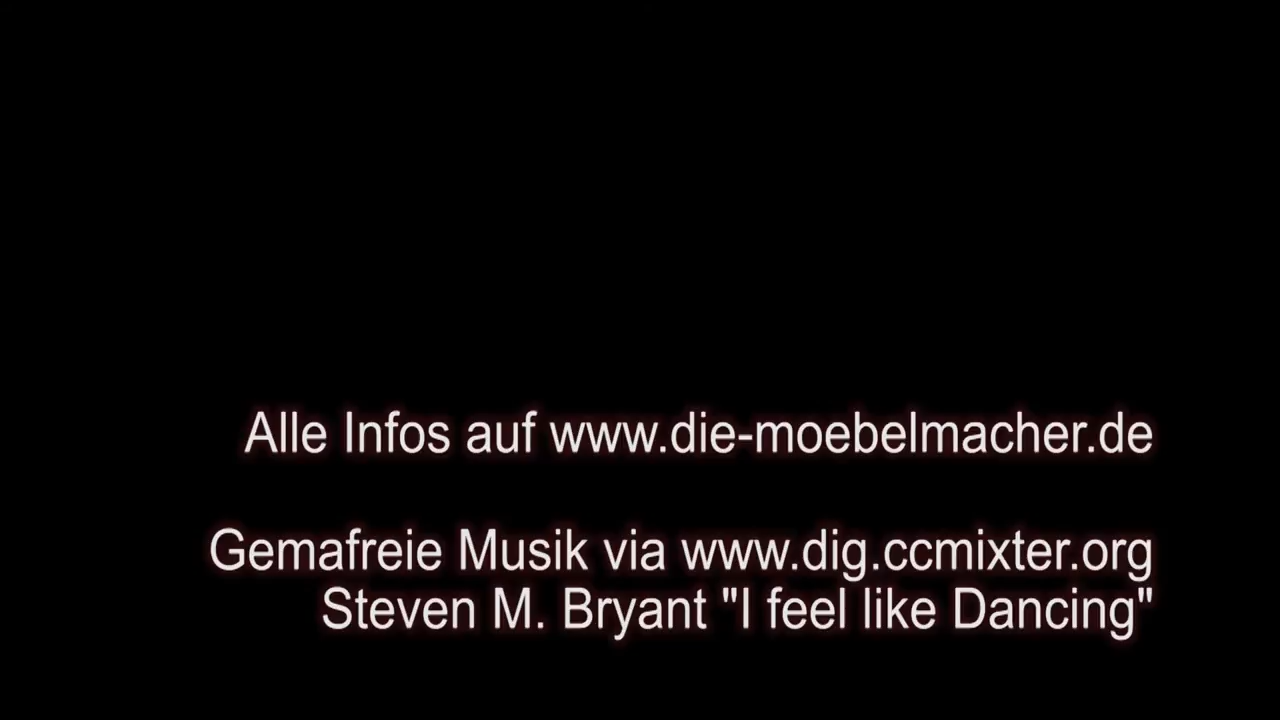 Alle Infos auf www.die-moebelmacher.de
Gemafreie Musik via www.dig.ccmixter.org
Steven M. Bryant "I feel like Dancing"